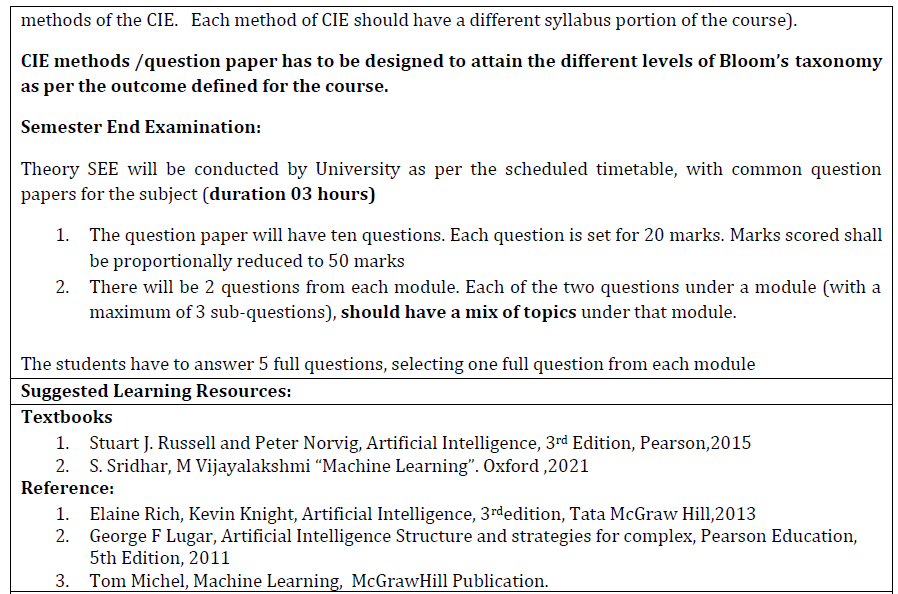 methods of the CIE.   Each method of CIE should have a different syllabus portion of the course).
CIE methods /question paper has to be designed to attain the different levels of Bloom’s taxonomy
as per the outcome defined for the course.
Semester End Examination:
Theory SEE will be conducted by University as per the scheduled timetable, with common question
papers for the subject (duration 03 hours)
1. The question paper will have ten questions. Each question is set for 20 marks. Marks scored shall
be proportionally reduced to 50 marks
2. There will be 2 questions from each module. Each of the two questions under a module (with a
maximum of 3 sub-questions), should have a mix of topics under that module.
The students have to answer 5 full questions, selecting one full question from each module
Suggested Learning Resources:
Textbooks
1. Stuart J. Russell and Peter Norvig, Artificial Intelligence, 3rd Edition, Pearson,2015
2. S. Sridhar, M Vijayalakshmi “Machine Learning”. Oxford ,2021
Reference:
1. Elaine Rich, Kevin Knight, Artificial Intelligence, 3rdedition, Tata McGraw Hill,2013
2. George F Lugar, Artificial Intelligence Structure and strategies for complex, Pearson Education,
5th Edition, 2011
3. Tom Michel, Machine Learning,  McGrawHill Publication.